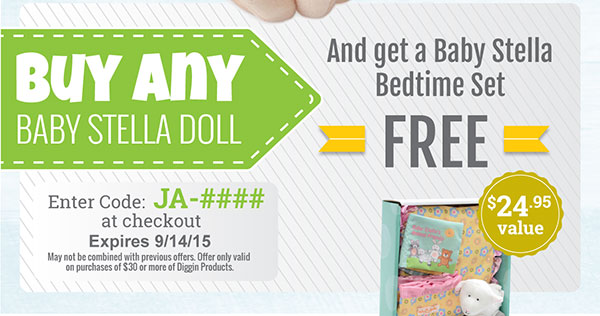 BUY ANY
BABY STELLA DOLL
And get a Baby Stella
Bedtime Set
FREE
$24.95
value
Enter Code: JA-####
at checkout
Expires 9/14/15
May not be combined with previous offers. Offer only valid
on purchases of $30 or more of Diggin Products.